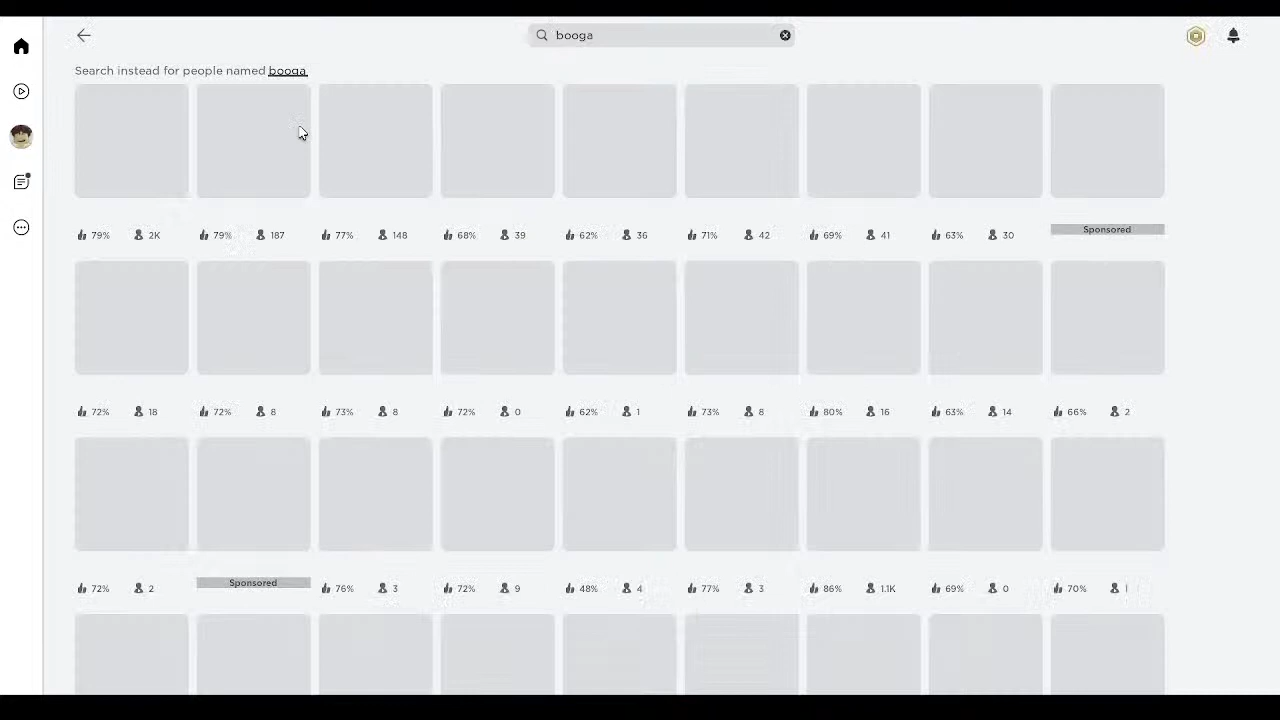 booga
Search instead for people named booga
79% 2K 79% 187 77% 148 68% 39 62% 36 71% 42 69% 41 63% 30 Sponsored
72% 18 72% 8 73% 8 72% 0 62% 1 73% 8 80% 16 63% 14 66% 2
72% 2 Sponsored 76% 3 72% 9 48% 4 77% 3 86% 1.1K 69% 0 70% 1